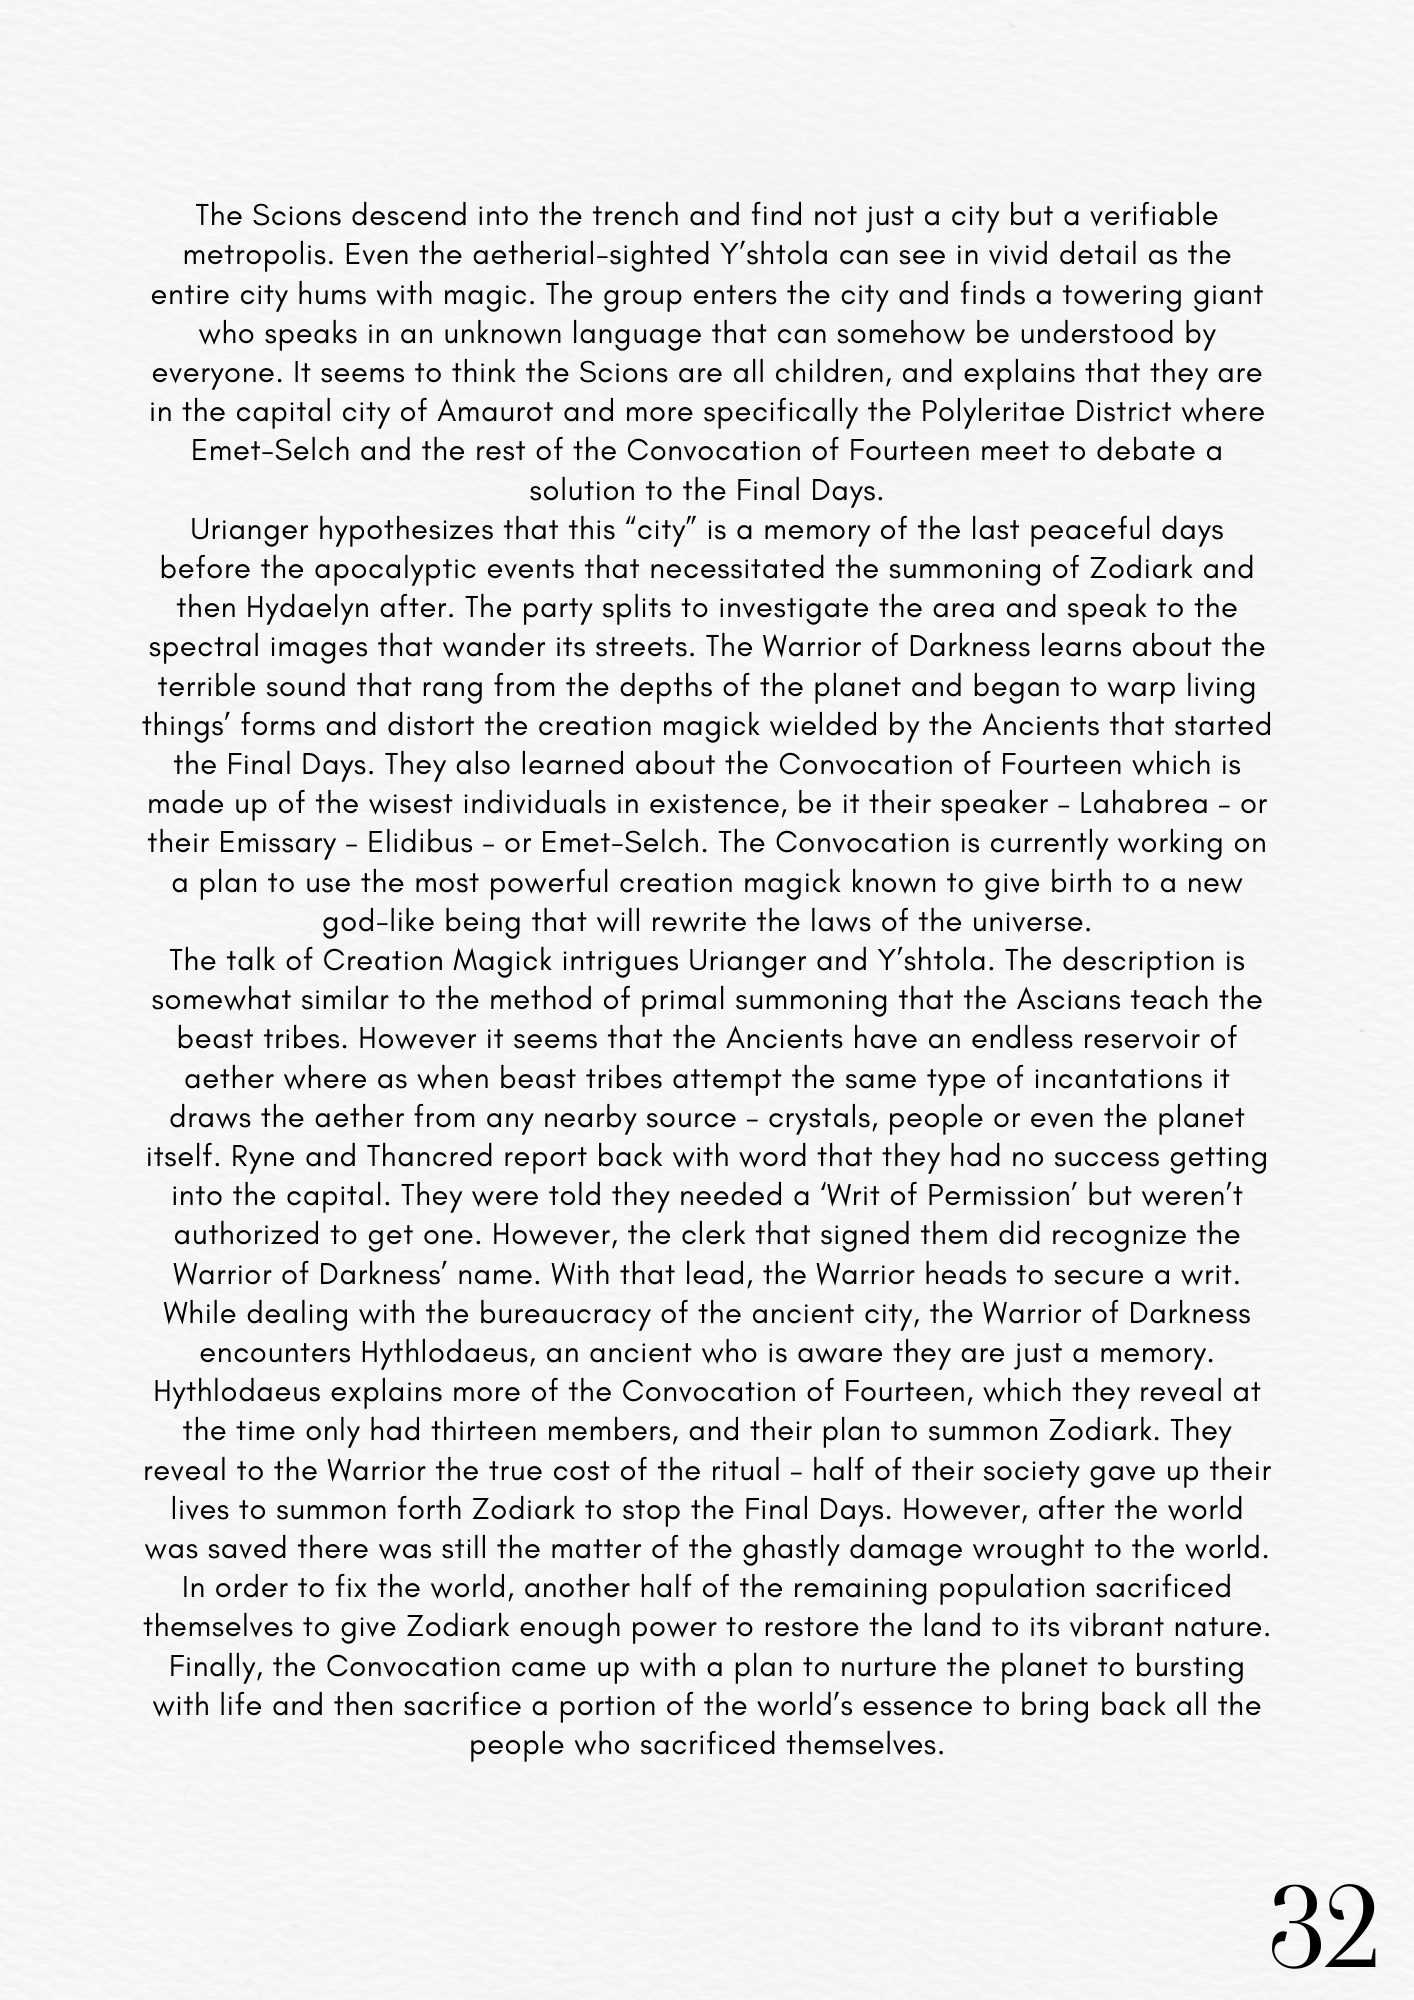 The Scions descend into the trench and find not just a city but a verifiable
metropolis. Even the aetherial-sighted Y'shtola can see in vivid detail as the
entire city hums with magic. The group enters the city and finds a towering giant
who speaks in an unknown language that can somehow be understood by
everyone. It seems to think the Scions are all children, and explains that they are
in the capital city of Amaurot and more specifically the Polyleritae District where
Emet-Selch and the rest of the Convocation of Fourteen meet to debate a
solution to the Final Days.
Urianger hypothesizes that this “city” is a memory of the last peaceful days
before the apocalyptic events that necessitated the summoning of Zodiark and
then Hydaelyn after. The party splits to investigate the area and speak to the
spectral images that wander its streets. The Warrior of Darkness learns about the
terrible sound that rang from the depths of the planet and began to warp living
things’ forms and distort the creation magick wielded by the Ancients that started
the Final Days. They also learned about the Convocation of Fourteen which is
made up of the wisest individuals in existence, be it their speaker - Lahabrea - or
their Emissary - Elidibus - or Emet-Selch. The Convocation is currently working on
a plan to use the most powerful creation magick known to give birth to a new
god-like being that will rewrite the laws of the universe.
The talk of Creation Magick intrigues Urianger and Y’shtola. The description is
somewhat similar to the method of primal summoning that the Ascians teach the
beast tribes. However it seems that the Ancients have an endless reservoir of
aether where as when beast tribes attempt the same type of incantations it
draws the aether from any nearby source - crystals, people or even the planet
itself. Ryne and Thancred report back with word that they had no success getting
into the capital. They were told they needed a ‘Writ of Permission’ but weren’t
authorized to get one. However, the clerk that signed them did recognize the
Warrior of Darkness’ name. With that lead, the Warrior heads to secure a writ.
While dealing with the bureaucracy of the ancient city, the Warrior of Darkness
encounters Hythlodaeus, an ancient who is aware they are just a memory.
Hythlodaeus explains more of the Convocation of Fourteen, which they reveal at
the time only had thirteen members, and their plan to summon Zodiark. They
reveal to the Warrior the true cost of the ritual - half of their society gave up their
lives to summon forth Zodiark to stop the Final Days. However, after the world
was saved there was still the matter of the ghastly damage wrought to the world.
In order to fix the world, another half of the remaining population sacrificed
themselves to give Zodiark enough power to restore the land to its vibrant nature.
Finally, the Convocation came up with a plan to nurture the planet to bursting
with life and then sacrifice a portion of the world’s essence to bring back all the
people who sacrificed themselves.
32